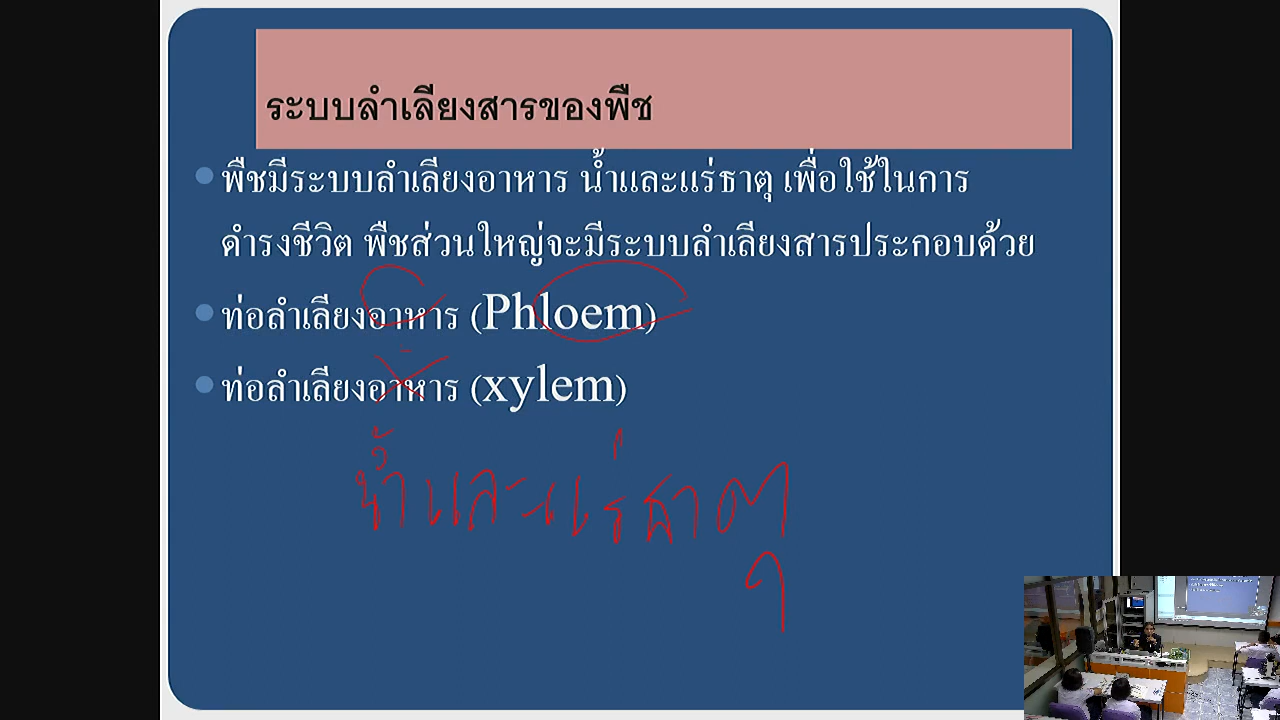 ระบบลำเลียงสารของพืช
พืชมีระบบลำเลียงอาหาร น้ำและแร่ธาตุ เพื่อใช้ในการ
ดำรงชีวิต พืชส่วนใหญ่จะมีระบบลำเลียงสารประกอบด้วย
ท่อลำเลียงอาหาร (Phloem)
ท่อลำเลียงอาหาร (xylem)
น้ำและแร่ธาตุ